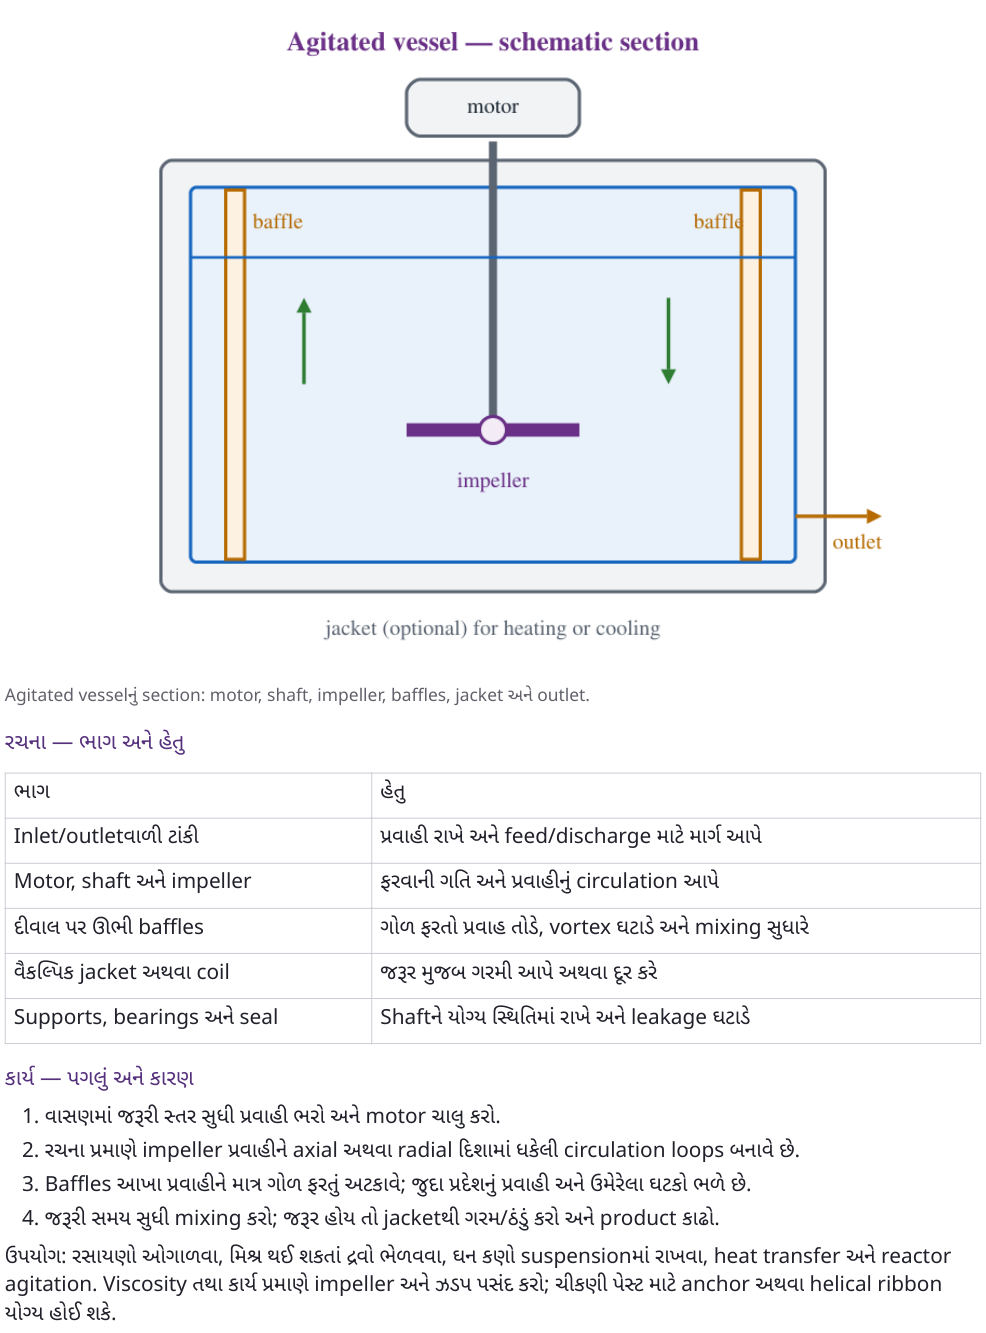 Agitated vessel — schematic section
motor
baffle
baffle
impeller
outlet
jacket (optional) for heating or cooling
Agitated vesselનું section: motor, shaft, impeller, baffles, jacket અને outlet.
રચના — ભાગ અને હેતુ
ભાગ
હેતુ
Inlet/outletવાળી ટાંકી
પ્રવાહી રાખે અને feed/discharge માટે માર્ગ આપે
Motor, shaft અને impeller
ફરવાની ગતિ અને પ્રવાહીનું circulation આપે
દીવાલ પર ઊભી baffles
ગોળ ફરતો પ્રવાહ તોડે, vortex ઘટાડે અને mixing સુધારે
વૈકલ્પિક jacket અથવા coil
જરૂર મુજબ ગરમી આપે અથવા દૂર કરે
Supports, bearings અને seal
Shaftને યોગ્ય સ્થિતિમાં રાખે અને leakage ઘટાડે
કાર્ય — પગલું અને કારણ
1. વાસણમાં જરૂરી સ્તર સુધી પ્રવાહી ભરો અને motor ચાલુ કરો.
2. રચના પ્રમાણે impeller પ્રવાહીને axial અથવા radial દિશામાં ધકેલી circulation loops બનાવે છે.
3. Baffles આખા પ્રવાહીને માત્ર ગોળ ફરતું અટકાવે; જુદા પ્રદેશનું પ્રવાહી અને ઉમેરેલા ઘટકો ભળે છે.
4. જરૂરી સમય સુધી mixing કરો; જરૂર હોય તો jacketથી ગરમ/ઠંડું કરો અને product કાઢો.
ઉપયોગ: રસાયણો ઓગાળવા, મિશ્ર થઈ શકતાં દ્રવો ભેળવવા, ઘન કણો suspensionમાં રાખવા, heat transfer અને reactor
agitation. Viscosity તથા કાર્ય પ્રમાણે impeller અને ઝડપ પસંદ કરો; ચીકણી પેસ્ટ માટે anchor અથવા helical ribbon
યોગ્ય હોઈ શકે.